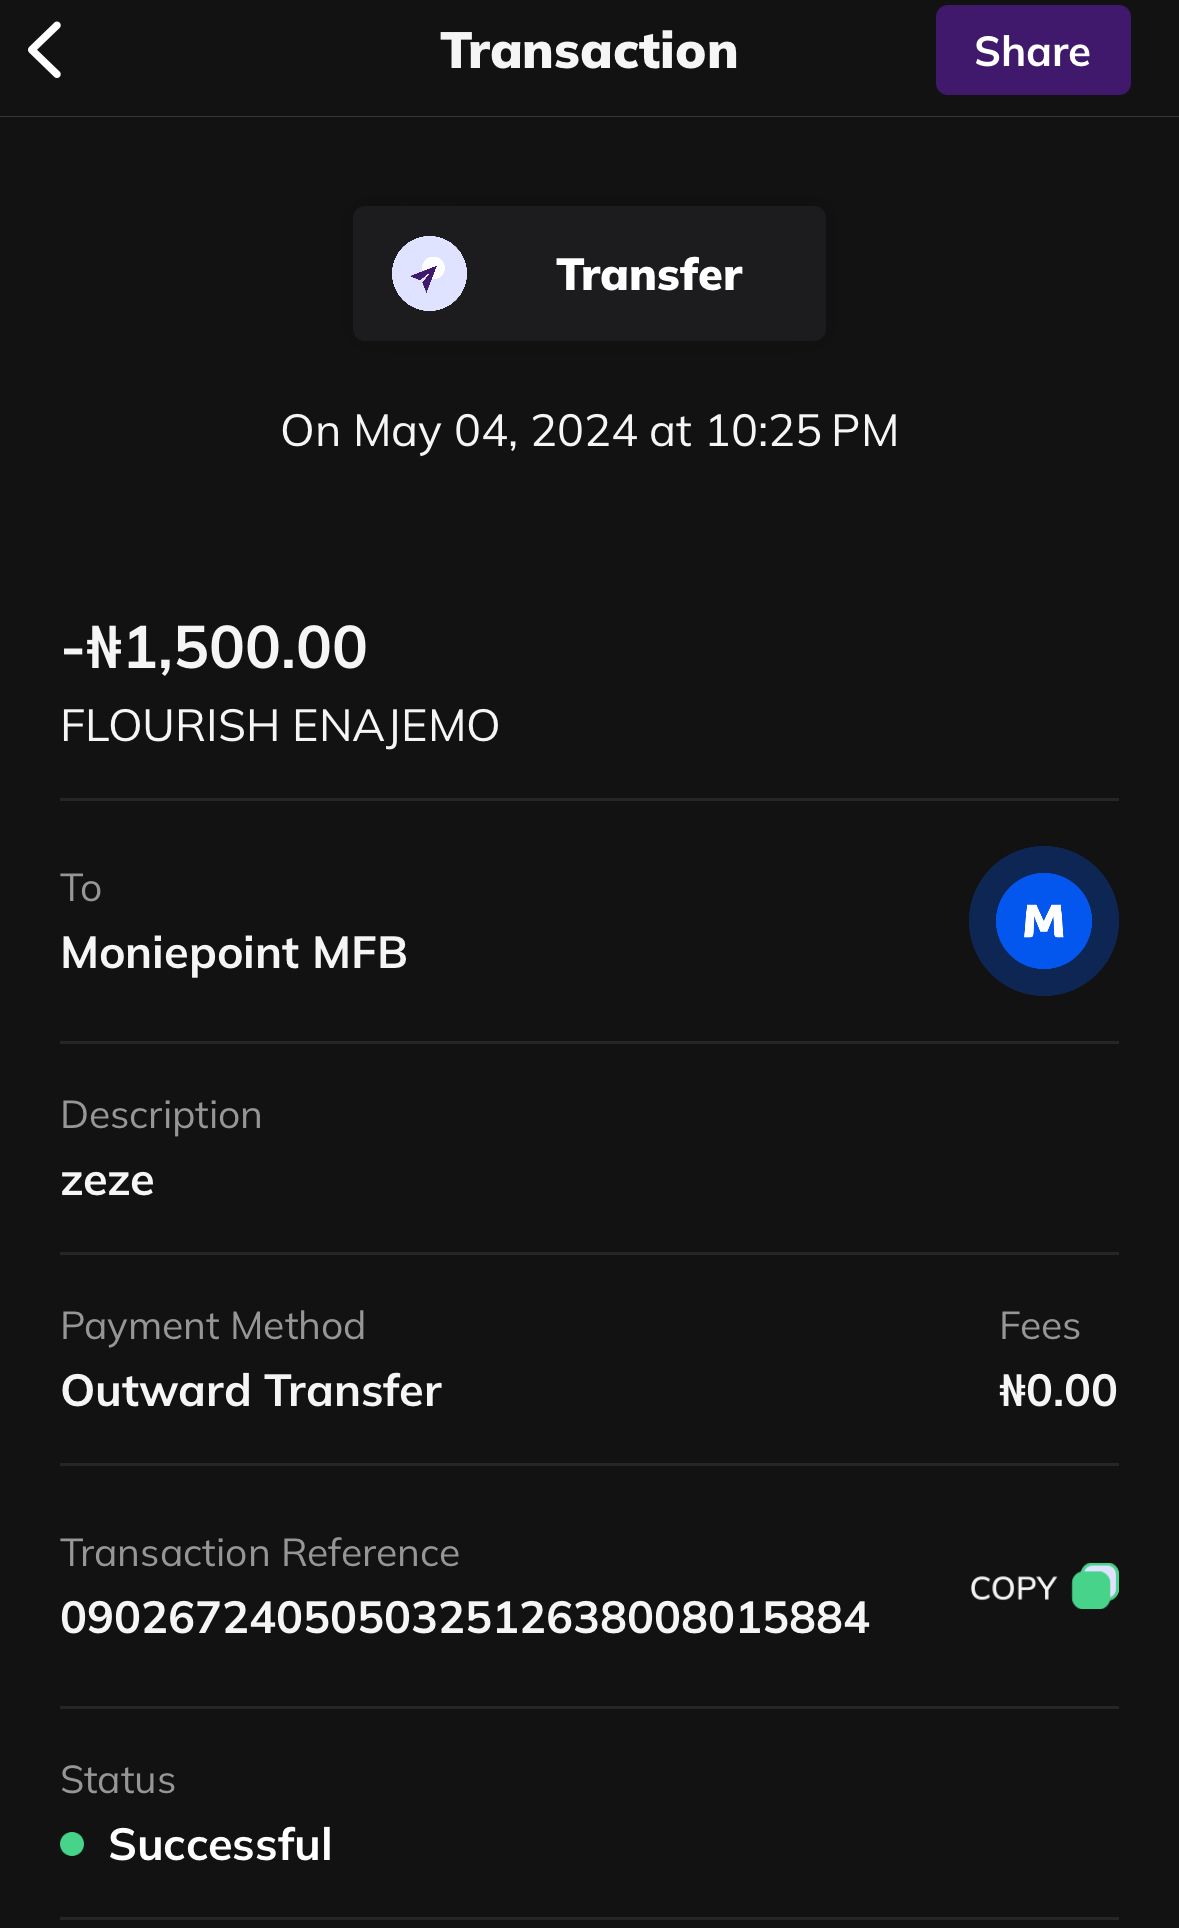 Transaction
Share
Transfer
On May 04, 2024 at 10:25 PM
-₦1,500.00
FLOURISH ENAJEMO
To
Moniepoint MFB
M
Description
zeze
Payment Method
Fees
Outward Transfer
₦0.00
Transaction Reference
COPY
090267240505032512638008015884
Status
Successful